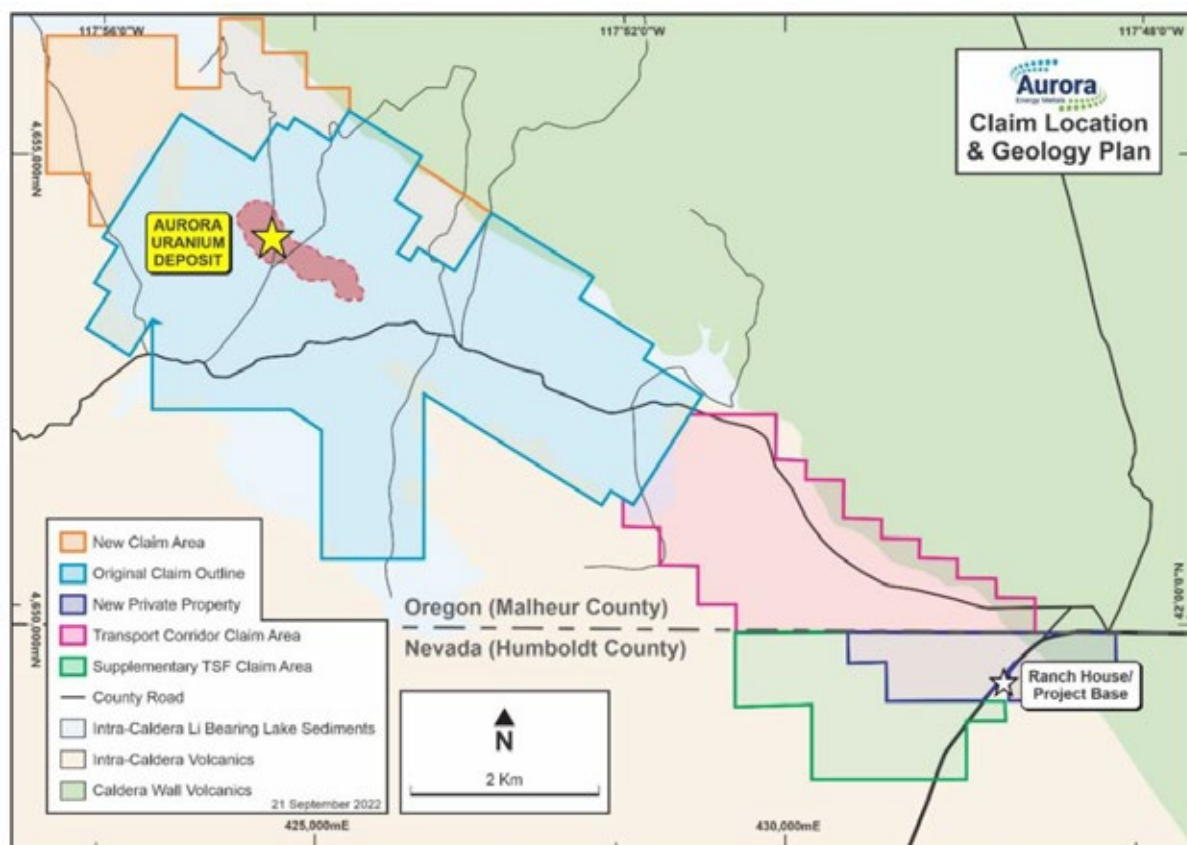 117°56'0"W
117°52'0"W
117°48'0"W
Aurora
Energy Metals
Claim Location
& Geology Plan
4,655,000mN
AURORA
URANIUM
DEPOSIT
New Claim Area
Original Claim Outline
New Private Property
Transport Corridor Claim Area
Supplementary TSF Claim Area
County Road
Intra-Caldera Li Bearing Lake Sediments
Intra-Caldera Volcanics
Caldera Wall Volcanics
21 September 2022
4,650,000mN
Oregon (Malheur County)
Nevada (Humboldt County)
42°00'0"N
Ranch House/
Project Base
N
2 Km
425,000mE
430,000mE